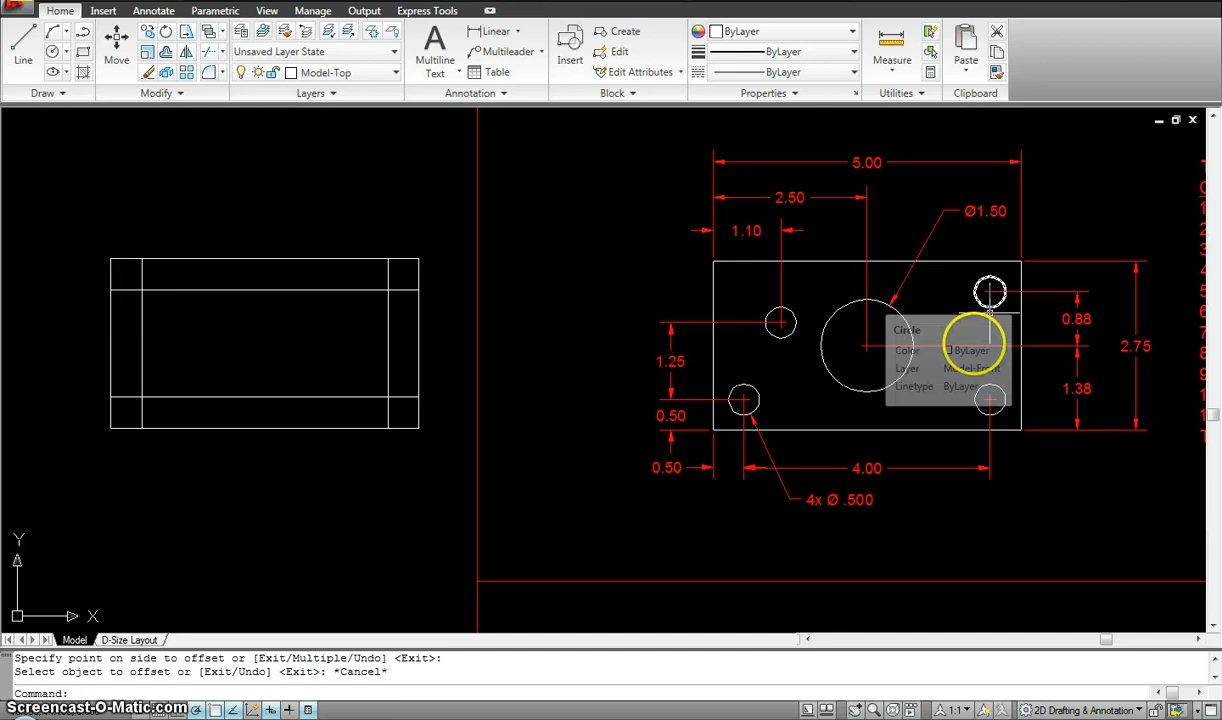 Home Insert Annotate Parametric View Manage Output Express Tools
Line
Move
Unsaved Layer State
Model-Top
Multiline
Text
Linear
Multileader
Table
Insert
Create
Edit
Edit Attributes
ByLayer
ByLayer
ByLayer
Measure
Paste
Draw Modify Layers Annotation Block Properties Utilities Clipboard
5.00
2.50
Ø1.50
1.10
0.88
1.25
2.75
1.38
0.50
0.50
4.00
4x Ø .500
Circle
Color ByLayer
Layer Model-Front
Linetype ByLayer
Y
X
Model D-Size Layout
Specify point on side to offset or [Exit/Multiple/Undo] <Exit>:
Select object to offset or [Exit/Undo] <Exit>: *Cancel*
Command:
Screencast-O-Matic.com
1:1
2D Drafting & Annotation